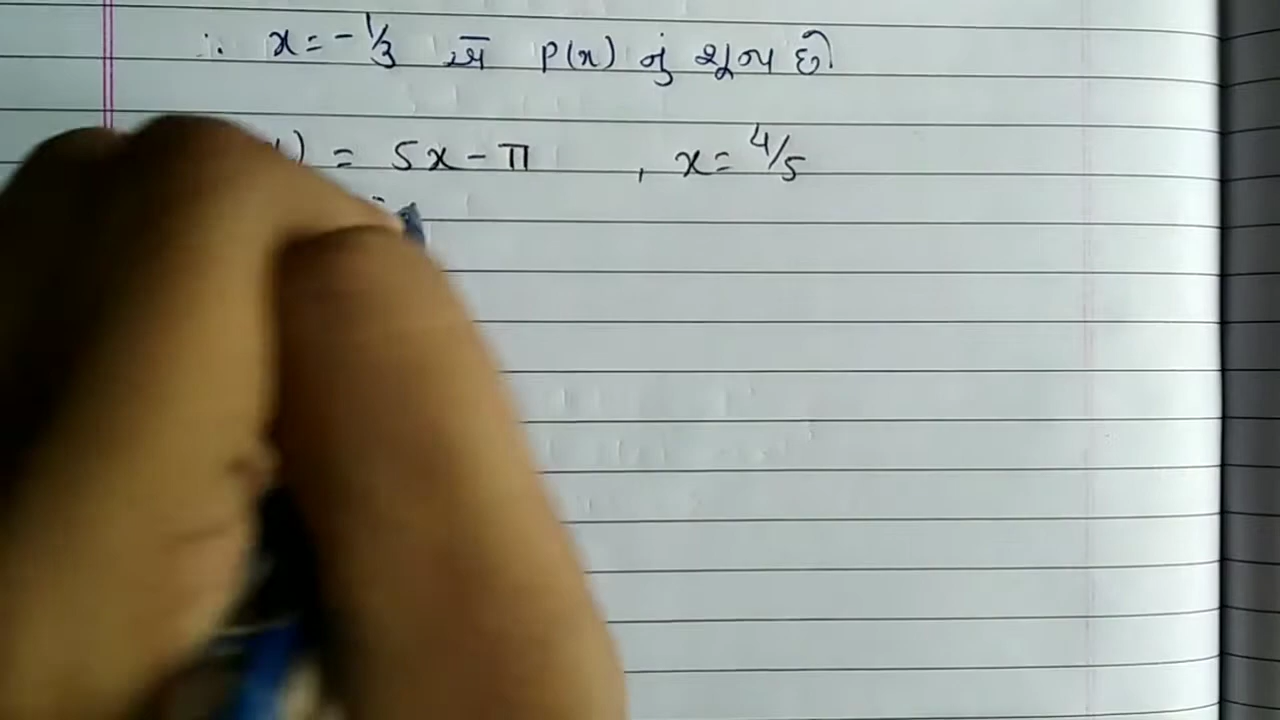 ∴ x = -1/3 એ P(x) નું શૂન્ય છે
) = 5x - π , x = 4/5